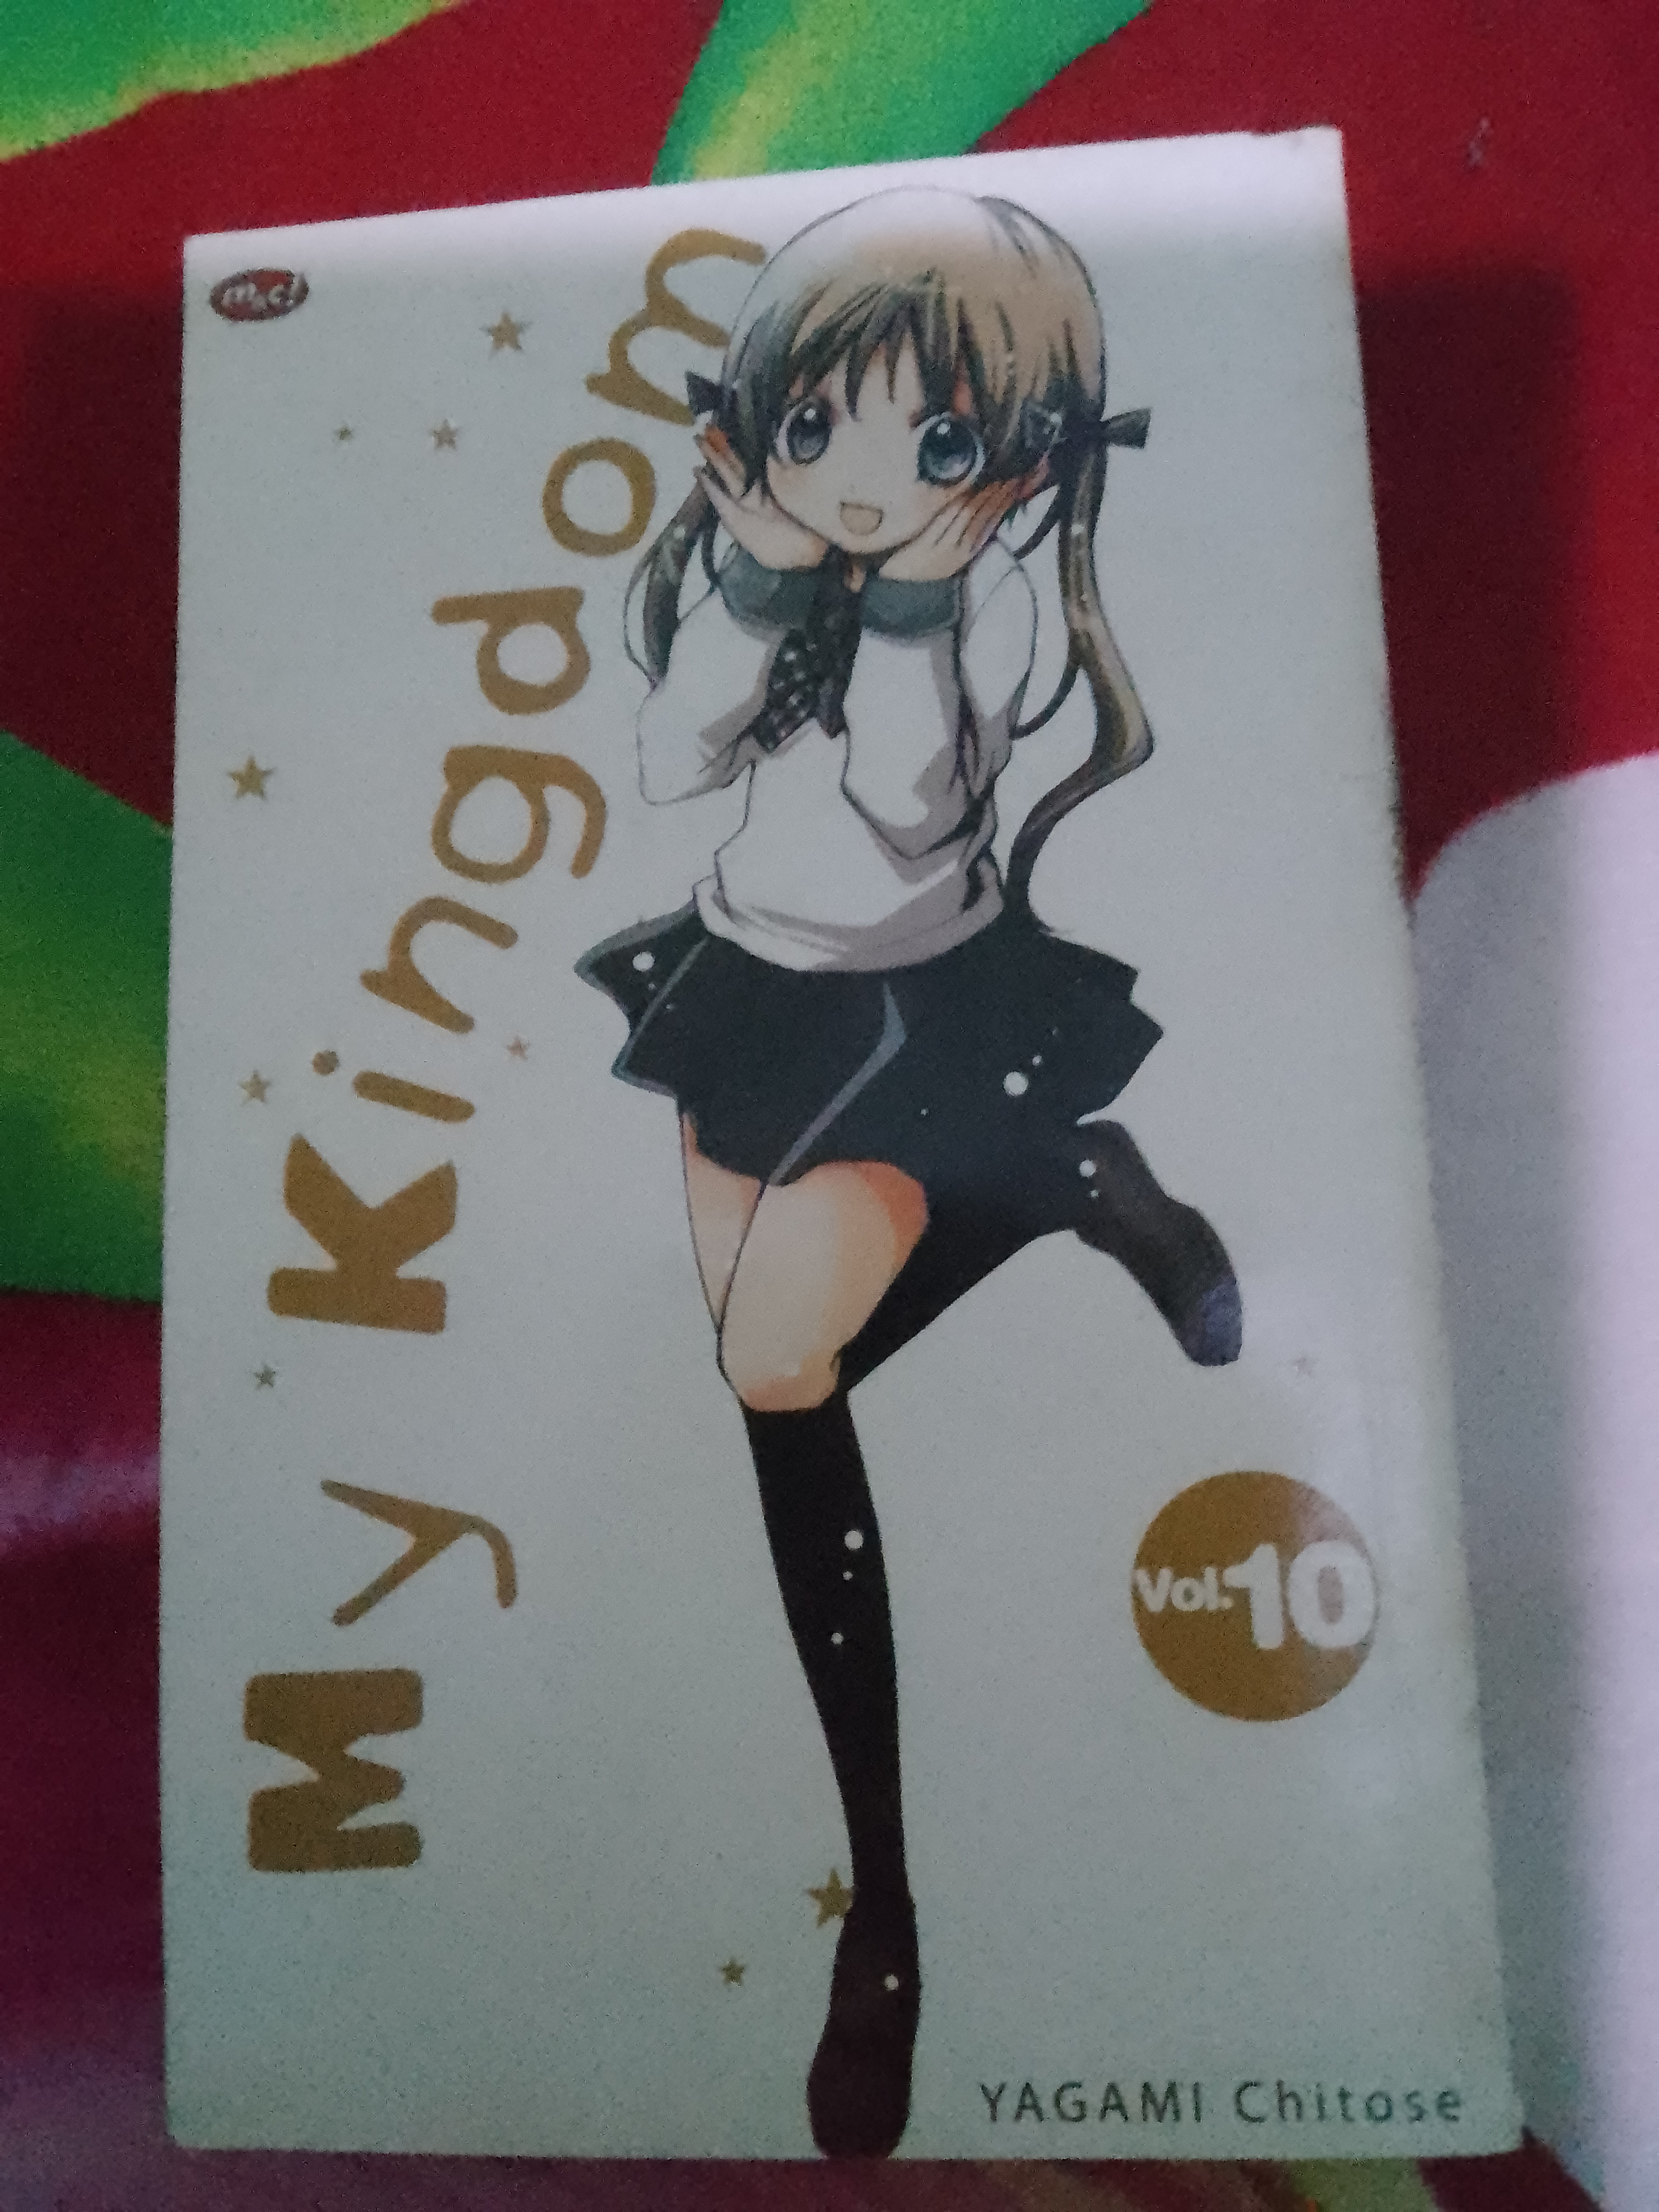 m&c!
My Kingdom
Vol.10
YAGAMI Chitose